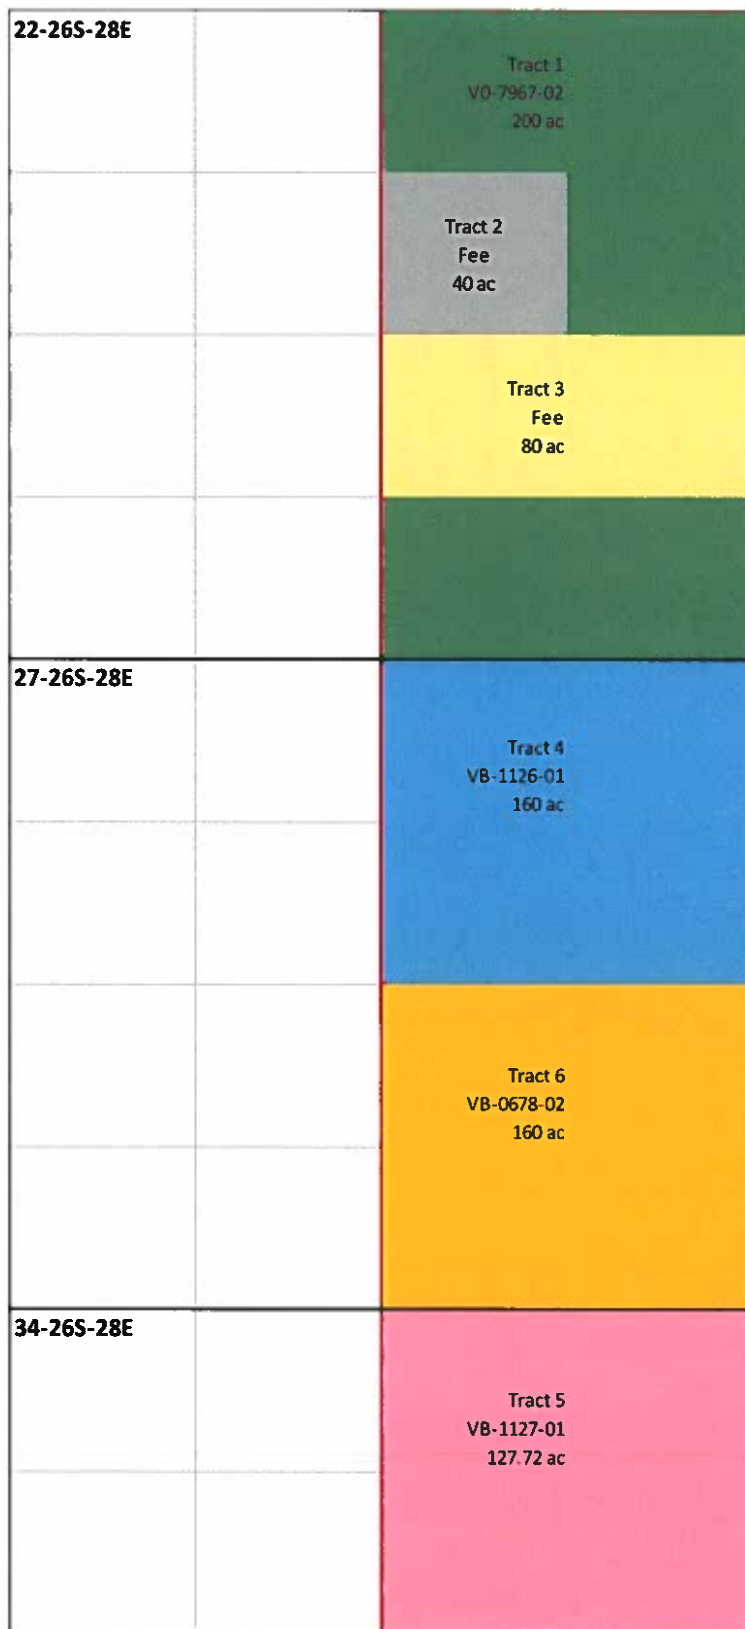 22-26S-28E
Tract 1
V0-7967-02
200 ac
Tract 2
Fee
40 ac
Tract 3
Fee
80 ac
27-26S-28E
Tract 4
VB-1126-01
160 ac
Tract 6
VB-0678-02
160 ac
34-26S-28E
Tract 5
VB-1127-01
127.72 ac